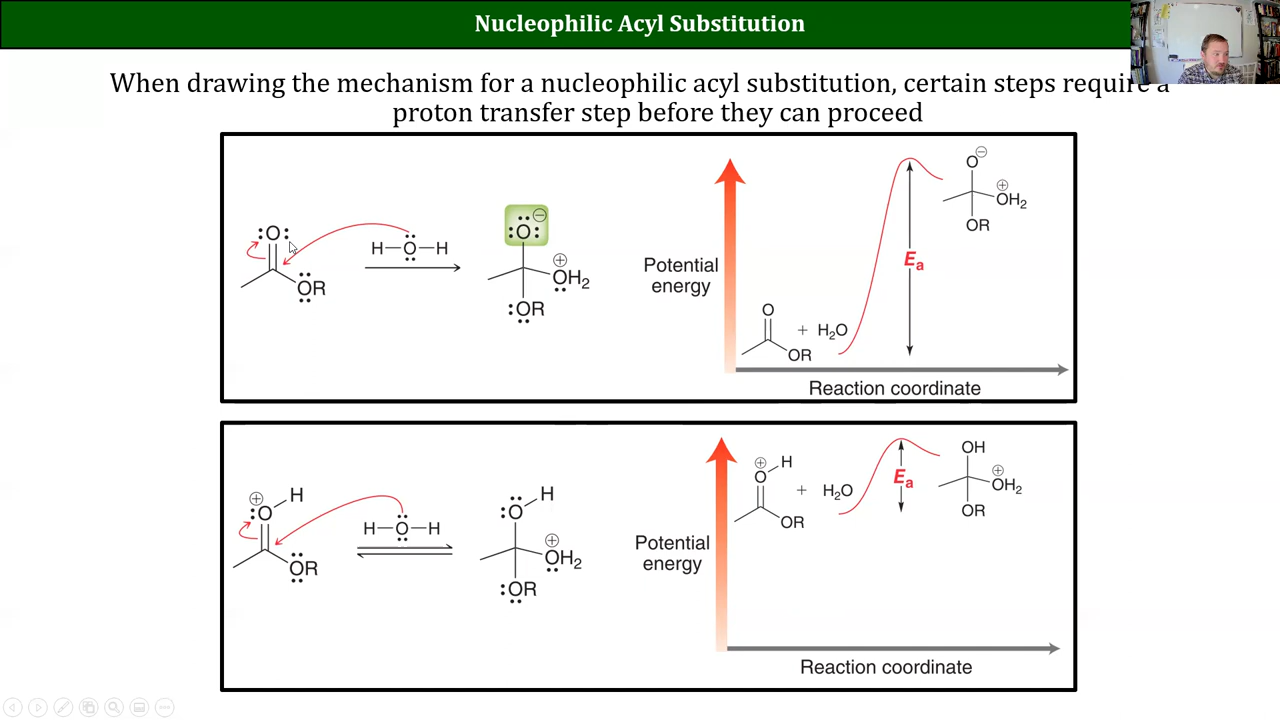 Nucleophilic Acyl Substitution
When drawing the mechanism for a nucleophilic acyl substitution, certain steps require a
proton transfer step before they can proceed
:O:
H–O–H
OR
:O:
⊖
⊕
OH₂
:OR
Potential
energy
O
OR
+ H₂O
Eₐ
O
⊖
⊕
OH₂
OR
Reaction coordinate
⊕
H
:O
H–O–H
OR
:O
H
⊕
OH₂
:OR
Potential
energy
⊕
H
O
OR
+ H₂O
Eₐ
OH
⊕
OH₂
OR
Reaction coordinate